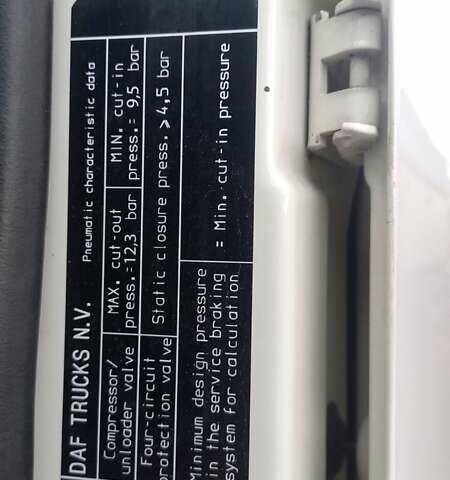 DAF TRUCKS N.V. Pneumatic characteristic data
Compressor/ MAX. cut-out MIN. cut-in
unloader valve press.=12,3 bar press.= 9,5 bar
Four-circuit Static closure press. > 4,5 bar
protection valve
Minimum design pressure
in the service braking = Min. cut-in pressure
system for calculation